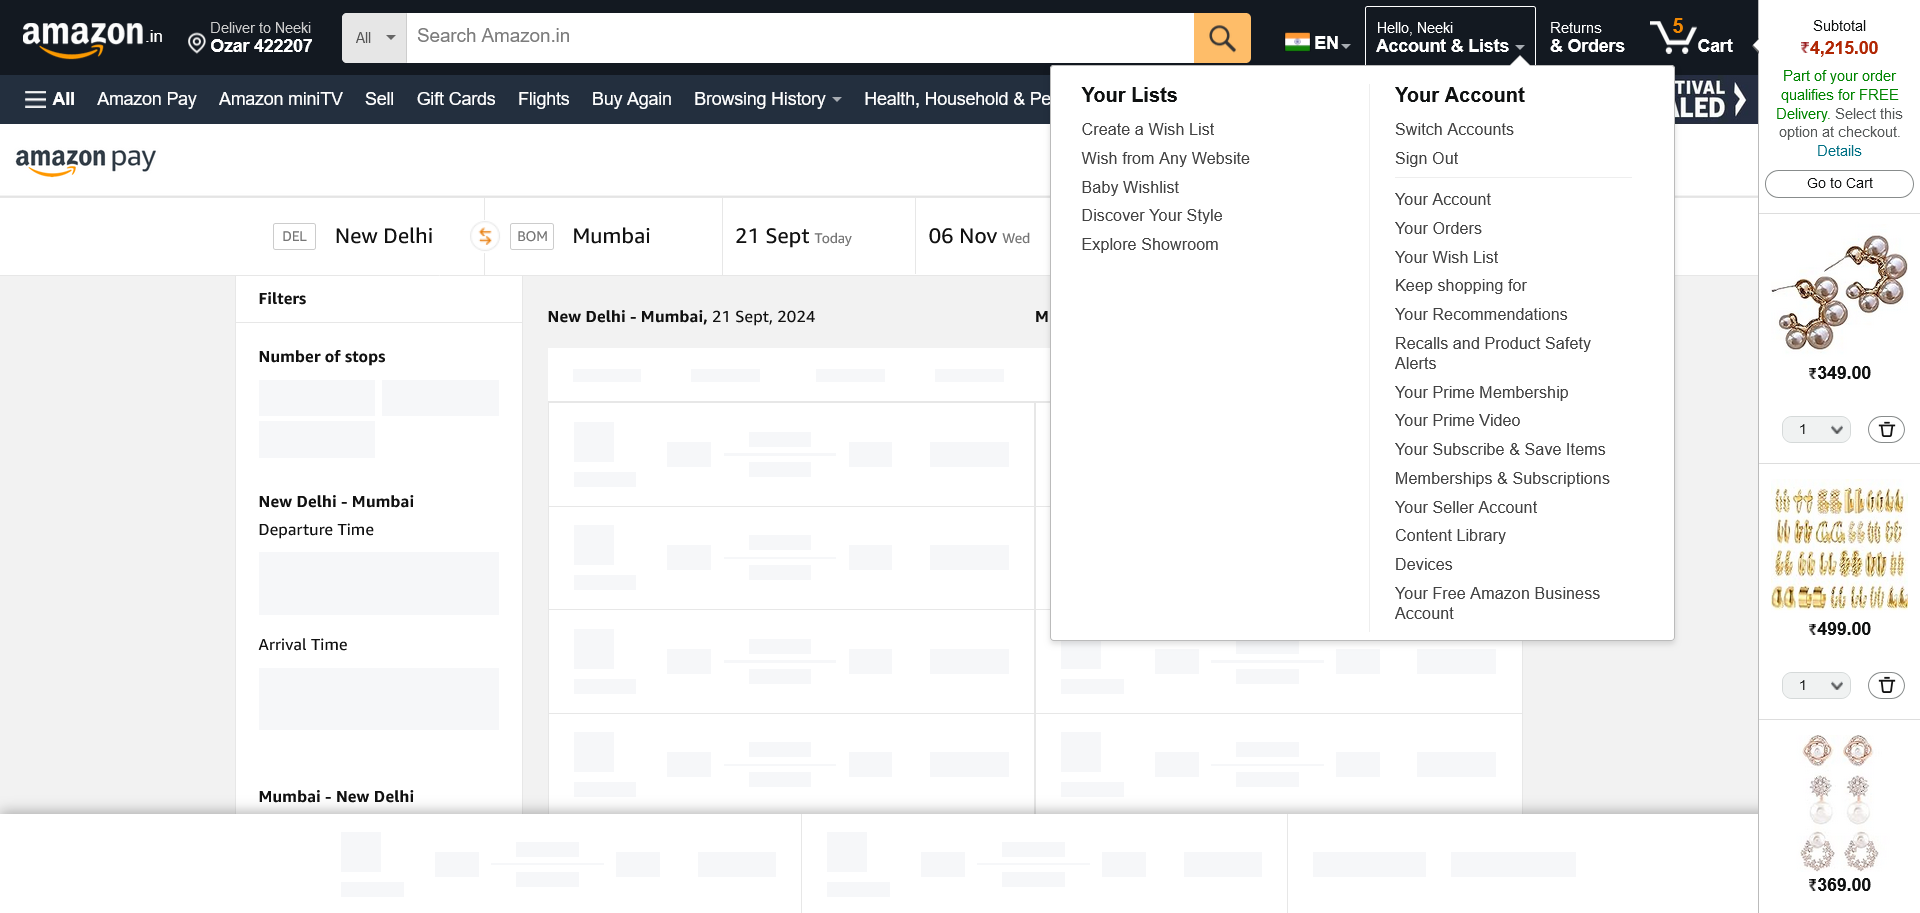 amazon.in
Deliver to Neeki
Ozar 422207
All
Search Amazon.in
EN
Hello, Neeki
Account & Lists
Returns
& Orders
5
Cart
All
Amazon Pay
Amazon miniTV
Sell
Gift Cards
Flights
Buy Again
Browsing History
Health, Household & Pe
TIVAL
ALED
amazon pay
DEL
New Delhi
BOM
Mumbai
21 Sept Today
06 Nov Wed
Filters
Number of stops
New Delhi - Mumbai
Departure Time
Arrival Time
Mumbai - New Delhi
New Delhi - Mumbai, 21 Sept, 2024
M
Your Lists
Create a Wish List
Wish from Any Website
Baby Wishlist
Discover Your Style
Explore Showroom
Your Account
Switch Accounts
Sign Out
Your Account
Your Orders
Your Wish List
Keep shopping for
Your Recommendations
Recalls and Product Safety
Alerts
Your Prime Membership
Your Prime Video
Your Subscribe & Save Items
Memberships & Subscriptions
Your Seller Account
Content Library
Devices
Your Free Amazon Business
Account
Subtotal
₹4,215.00
Part of your order
qualifies for FREE
Delivery. Select this
option at checkout.
Details
Go to Cart
₹349.00
1
₹499.00
1
₹369.00